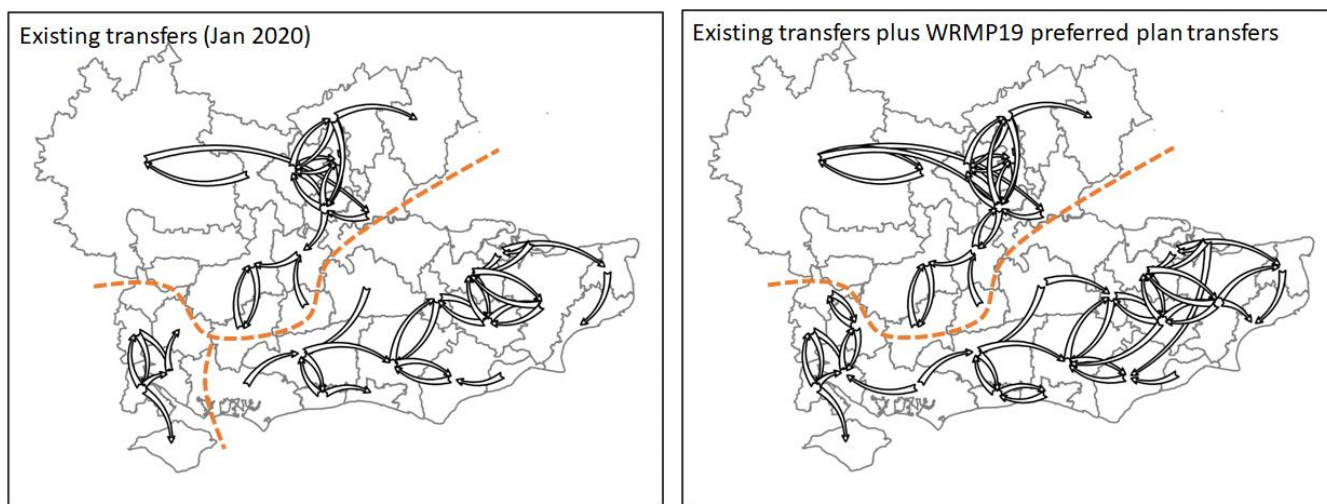 Existing transfers (Jan 2020)
Existing transfers plus WRMP19 preferred plan transfers